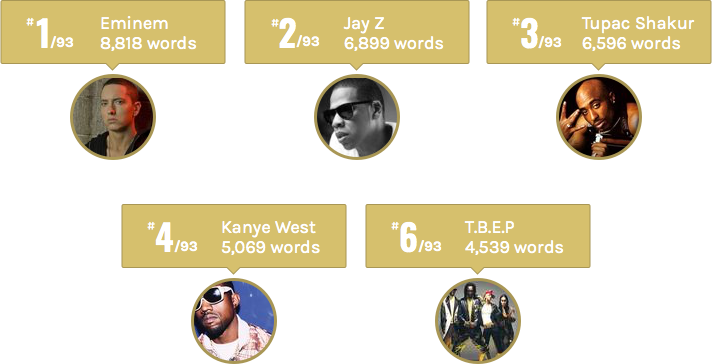 #1/93 Eminem
8,818 words
#2/93 Jay Z
6,899 words
#3/93 Tupac Shakur
6,596 words
#4/93 Kanye West
5,069 words
#6/93 T.B.E.P
4,539 words